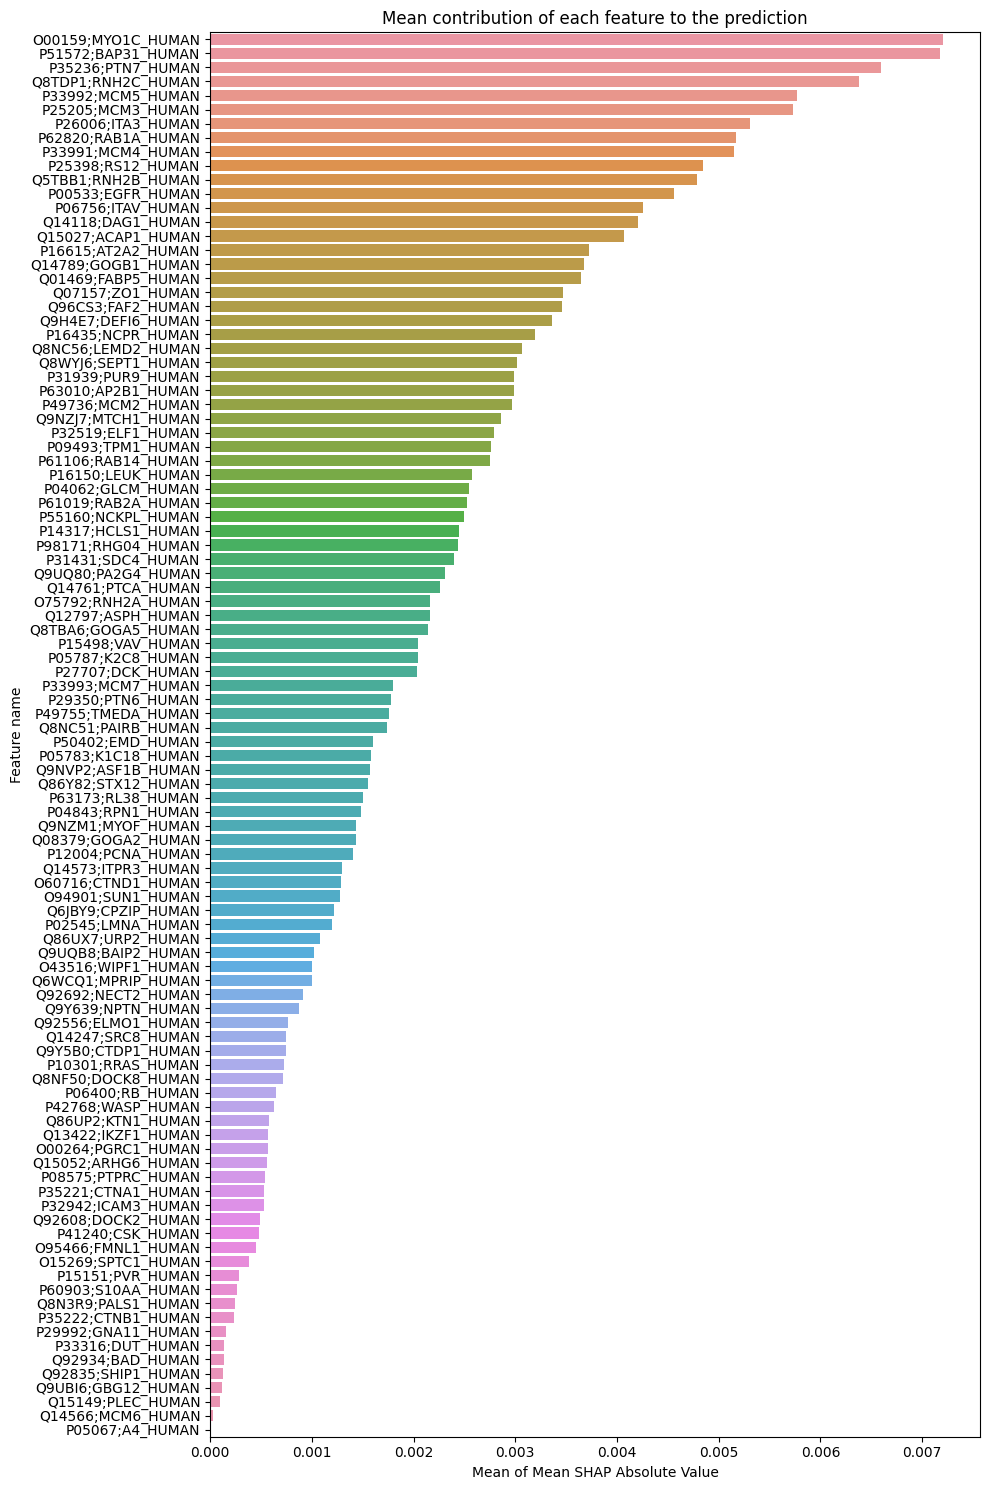 Mean contribution of each feature to the prediction
O00159;MYO1C_HUMAN
P51572;BAP31_HUMAN
P35236;PTN7_HUMAN
Q8TDP1;RNH2C_HUMAN
P33992;MCM5_HUMAN
P25205;MCM3_HUMAN
P26006;ITA3_HUMAN
P62820;RAB1A_HUMAN
P33991;MCM4_HUMAN
P25398;RS12_HUMAN
Q5TBB1;RNH2B_HUMAN
P00533;EGFR_HUMAN
P06756;ITAV_HUMAN
Q14118;DAG1_HUMAN
Q15027;ACAP1_HUMAN
P16615;AT2A2_HUMAN
Q14789;GOGB1_HUMAN
Q01469;FABP5_HUMAN
Q07157;ZO1_HUMAN
Q96CS3;FAF2_HUMAN
Q9H4E7;DEFI6_HUMAN
P16435;NCPR_HUMAN
Q8NC56;LEMD2_HUMAN
Q8WYJ6;SEPT1_HUMAN
P31939;PUR9_HUMAN
P63010;AP2B1_HUMAN
P49736;MCM2_HUMAN
Q9NZJ7;MTCH1_HUMAN
P32519;ELF1_HUMAN
P09493;TPM1_HUMAN
P61106;RAB14_HUMAN
P16150;LEUK_HUMAN
P04062;GLCM_HUMAN
P61019;RAB2A_HUMAN
P55160;NCKPL_HUMAN
P14317;HCLS1_HUMAN
P98171;RHG04_HUMAN
P31431;SDC4_HUMAN
Q9UQ80;PA2G4_HUMAN
Q14761;PTCA_HUMAN
O75792;RNH2A_HUMAN
Q12797;ASPH_HUMAN
Q8TBA6;GOGA5_HUMAN
P15498;VAV_HUMAN
P05787;K2C8_HUMAN
P27707;DCK_HUMAN
P33993;MCM7_HUMAN
P29350;PTN6_HUMAN
P49755;TMEDA_HUMAN
Q8NC51;PAIRB_HUMAN
P50402;EMD_HUMAN
P05783;K1C18_HUMAN
Q9NVP2;ASF1B_HUMAN
Q86Y82;STX12_HUMAN
P63173;RL38_HUMAN
P04843;RPN1_HUMAN
Q9NZM1;MYOF_HUMAN
Q08379;GOGA2_HUMAN
P12004;PCNA_HUMAN
Q14573;ITPR3_HUMAN
O60716;CTND1_HUMAN
O94901;SUN1_HUMAN
Q6JBY9;CPZIP_HUMAN
P02545;LMNA_HUMAN
Q86UX7;URP2_HUMAN
Q9UQB8;BAIP2_HUMAN
O43516;WIPF1_HUMAN
Q6WCQ1;MPRIP_HUMAN
Q92692;NECT2_HUMAN
Q9Y639;NPTN_HUMAN
Q92556;ELMO1_HUMAN
Q14247;SRC8_HUMAN
Q9Y5B0;CTDP1_HUMAN
P10301;RRAS_HUMAN
Q8NF50;DOCK8_HUMAN
P06400;RB_HUMAN
P42768;WASP_HUMAN
Q86UP2;KTN1_HUMAN
Q13422;IKZF1_HUMAN
O00264;PGRC1_HUMAN
Q15052;ARHG6_HUMAN
P08575;PTPRC_HUMAN
P35221;CTNA1_HUMAN
P32942;ICAM3_HUMAN
Q92608;DOCK2_HUMAN
P41240;CSK_HUMAN
O95466;FMNL1_HUMAN
O15269;SPTC1_HUMAN
P15151;PVR_HUMAN
P60903;S10AA_HUMAN
Q8N3R9;PALS1_HUMAN
P35222;CTNB1_HUMAN
P29992;GNA11_HUMAN
P33316;DUT_HUMAN
Q92934;BAD_HUMAN
Q92835;SHIP1_HUMAN
Q9UBI6;GBG12_HUMAN
Q15149;PLEC_HUMAN
Q14566;MCM6_HUMAN
P05067;A4_HUMAN
Feature name
0.000 0.001 0.002 0.003 0.004 0.005 0.006 0.007
Mean of Mean SHAP Absolute Value